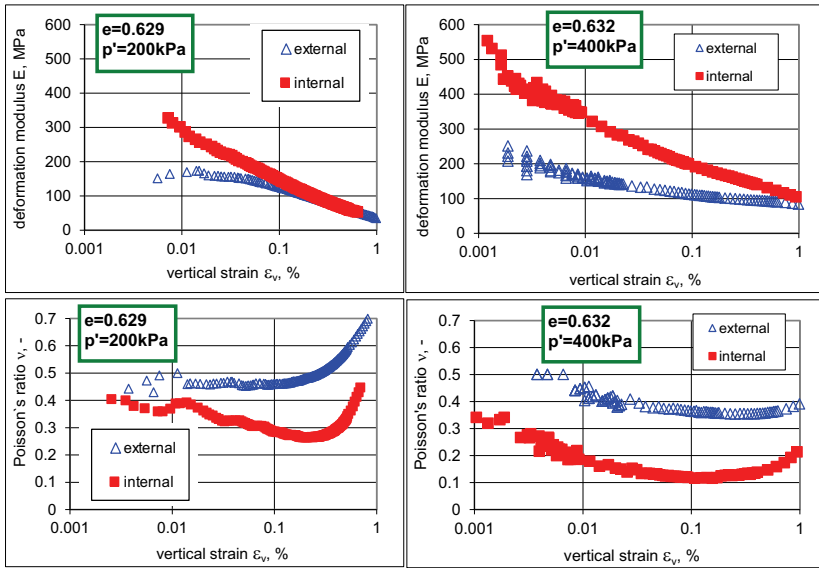 e=0.629
p'=200kPa
external
internal
deformation modulus E, MPa
600
500
400
300
200
100
0
0.001
0.01
0.1
1
vertical strain εv, %
e=0.632
p'=400kPa
external
internal
deformation modulus E, MPa
600
500
400
300
200
100
0
0.001
0.01
0.1
1
vertical strain εv, %
e=0.629
p'=200kPa
external
internal
Poisson`s ratio ν, -
0.7
0.6
0.5
0.4
0.3
0.2
0.1
0
0.001
0.01
0.1
1
vertical strain εv, %
e=0.632
p'=400kPa
external
internal
Poisson's ratio ν, -
0.7
0.6
0.5
0.4
0.3
0.2
0.1
0
0.001
0.01
0.1
1
vertical strain εv, %